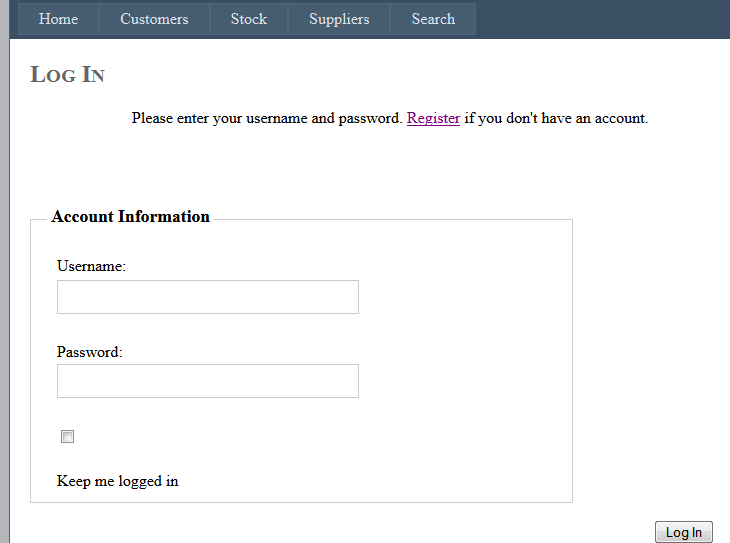 Home Customers Stock Suppliers Search
Log In
Please enter your username and password. Register if you don't have an account.
Account Information
Username:
Password:
Keep me logged in
Log In